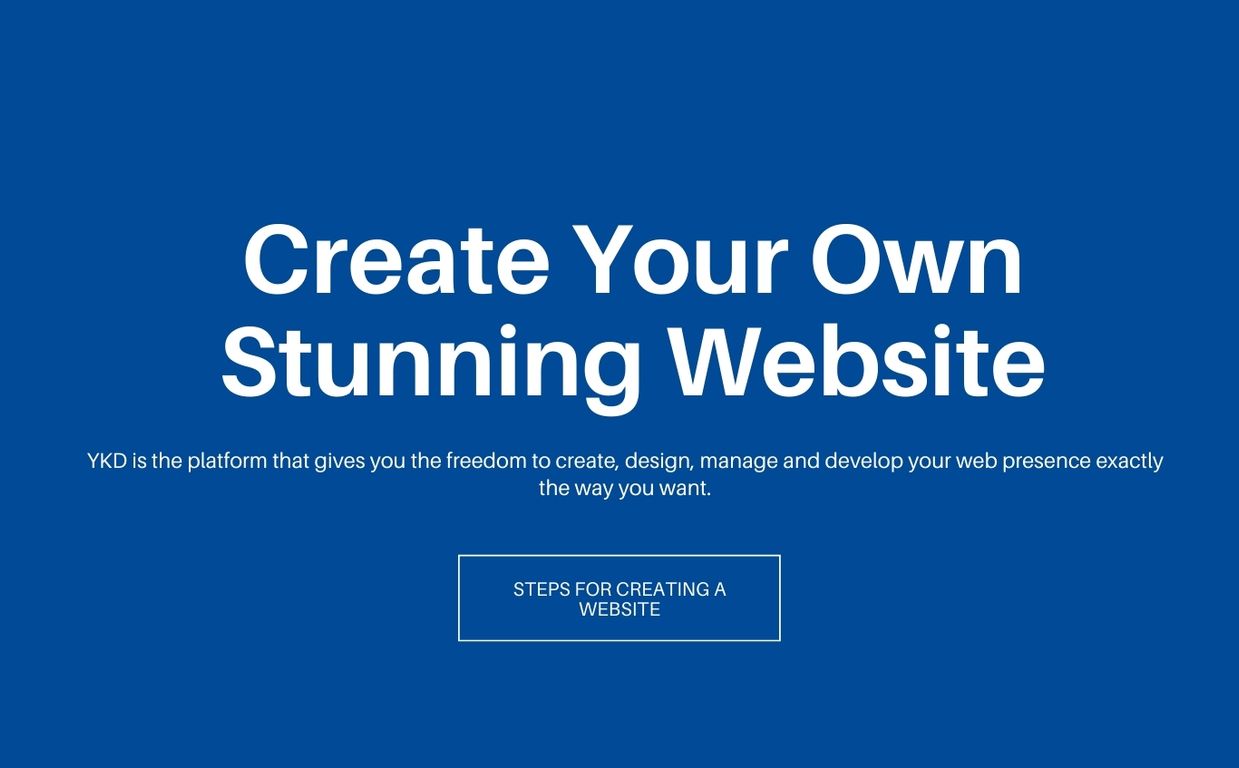 Create Your Own
Stunning Website
YKD is the platform that gives you the freedom to create, design, manage and develop your web presence exactly
the way you want.
STEPS FOR CREATING A
WEBSITE